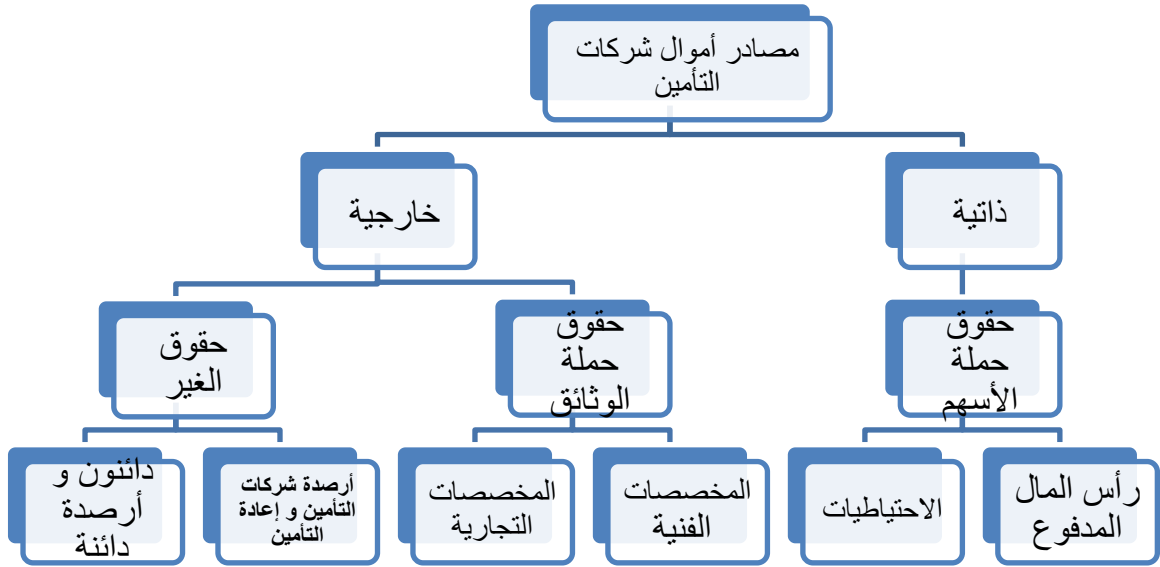 مصادر أموال شركات
التأمين
ذاتية
خارجية
حقوق
حملة
الأسهم
حقوق
حملة
الوثائق
حقوق
الغير
رأس المال
المدفوع
الاحتياطيات
المخصصات
الفنية
المخصصات
التجارية
أرصدة شركات
التأمين و إعادة
التأمين
دائنون و
أرصدة
دائنة